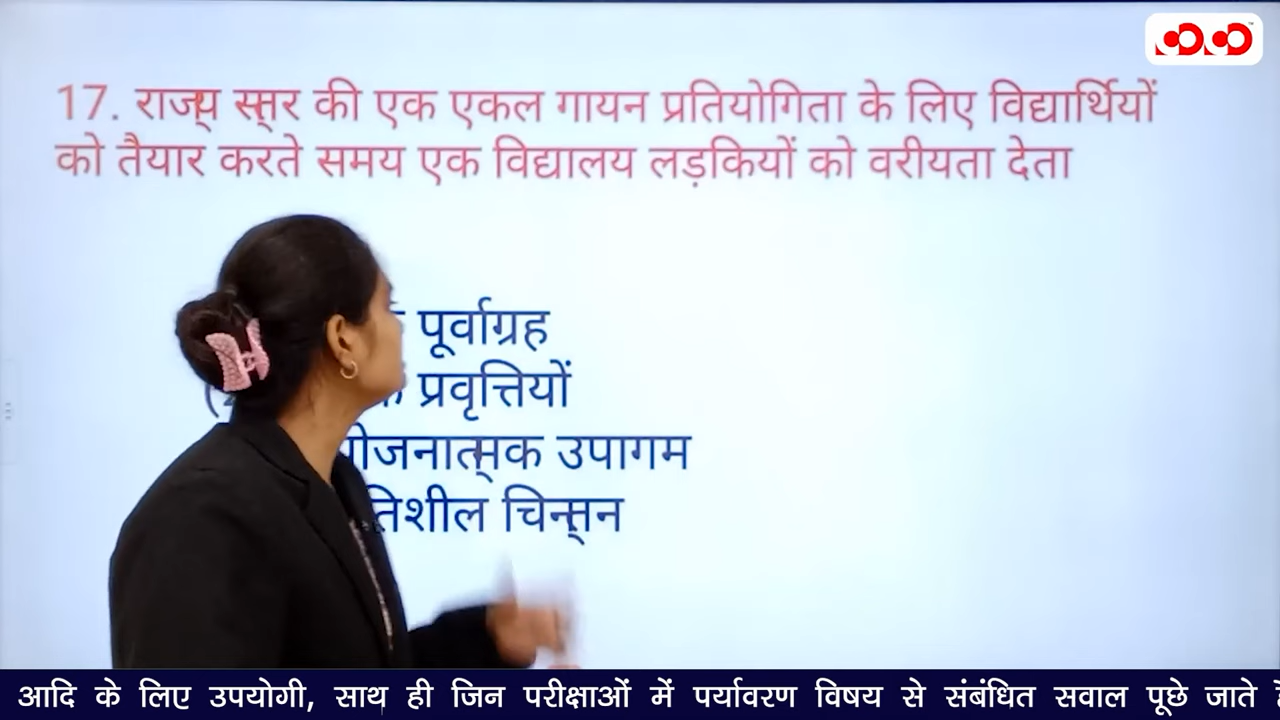 17. राज्य स्तर की एक एकल गायन प्रतियोगिता के लिए विद्यार्थियों
को तैयार करते समय एक विद्यालय लड़कियों को वरीयता देता
पूर्वाग्रह
प्रवृत्तियों
उपागम
चिन्तन
आदि के लिए उपयोगी, साथ ही जिन परीक्षाओं में पर्यावरण विषय से संबंधित सवाल पूछे जाते